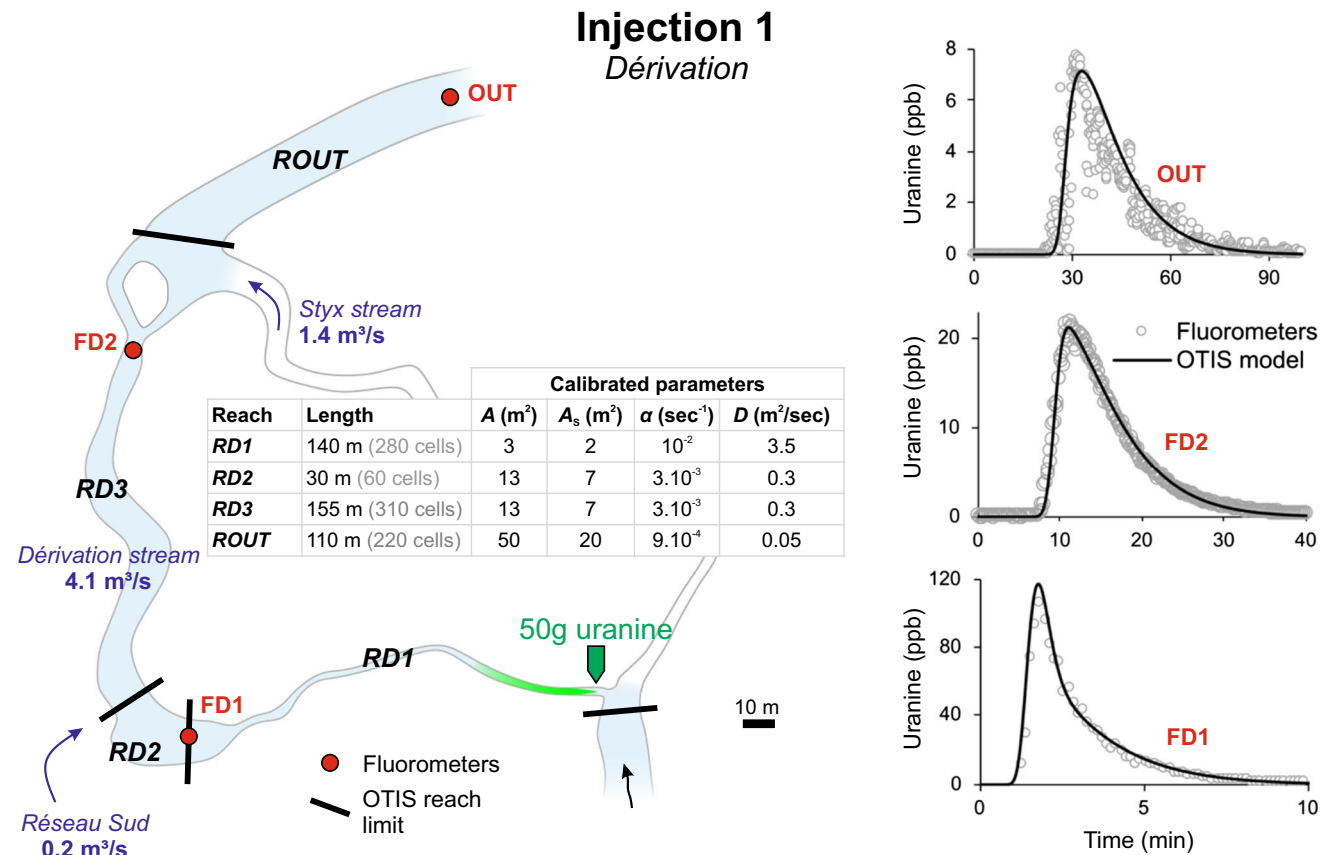 Injection 1
Dérivation
OUT
ROUT
Styx stream
1.4 m³/s
FD2
RD3
Dérivation stream
4.1 m³/s
Calibrated parameters
Reach Length A (m²) Aₛ (m²) α (sec⁻¹) D (m²/sec)
RD1 140 m (280 cells) 3 2 10⁻² 3.5
RD2 30 m (60 cells) 13 7 3.10⁻³ 0.3
RD3 155 m (310 cells) 13 7 3.10⁻³ 0.3
ROUT 110 m (220 cells) 50 20 9.10⁻⁴ 0.05
50g uranine
RD1
FD1
RD2
10 m
Fluorometers
OTIS reach
limit
Réseau Sud
0.2 m³/s
Uranine (ppb)
8
6
4
2
0
OUT
0 30 60 90
Uranine (ppb)
20
10
0
Fluorometers
OTIS model
FD2
0 10 20 30 40
Uranine (ppb)
120
80
40
0
FD1
0 5 10
Time (min)